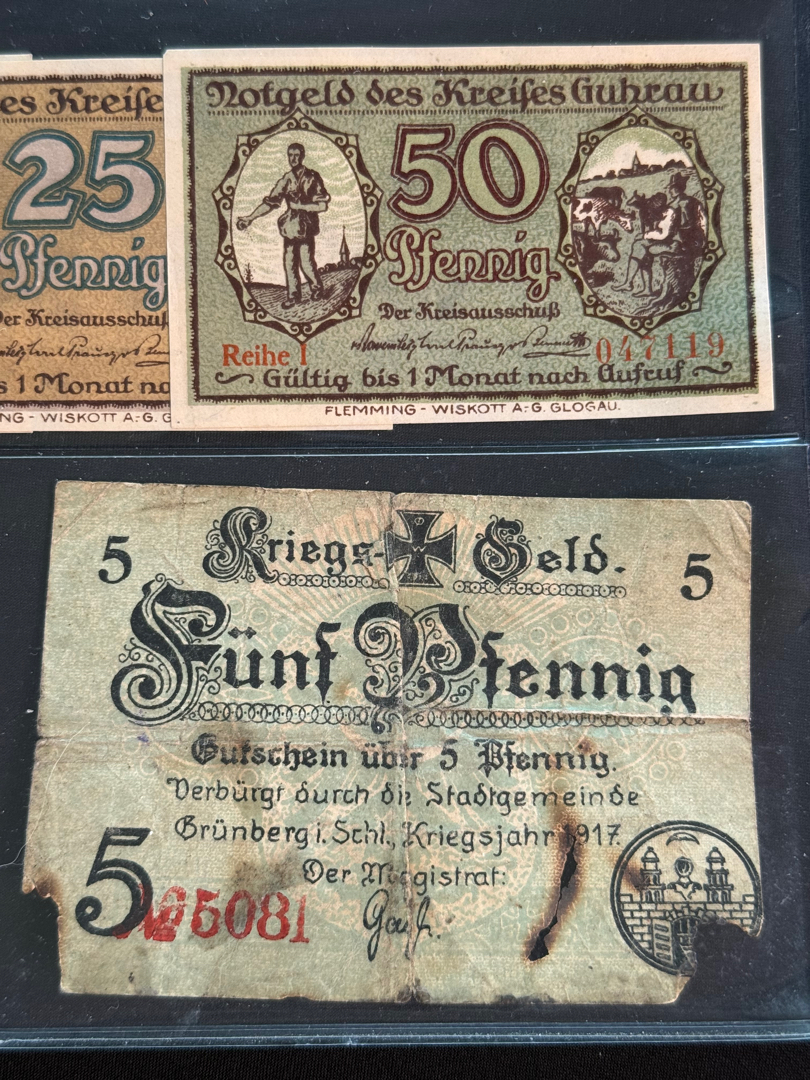 es Kreise
25
Pfennig
Der Kreisausschuß
s 1 Monat na
NG - WISKOTT A.-G. G
Notgeld des Kreises Guhrau
50
Pfennig
Der Kreisausschuß
Reihe I
047119
Gültig bis 1 Monat nach Aufruf
FLEMMING - WISKOTT A.-G. GLOGAU.
5 Kriegs-Geld. 5
W
Fünf Pfennig
Gutschein über 5 Pfennig.
Verbürgt durch die Stadtgemeinde
Grünberg i. Schl., Kriegsjahr 1917.
Der Magistrat:
5
№ 5081